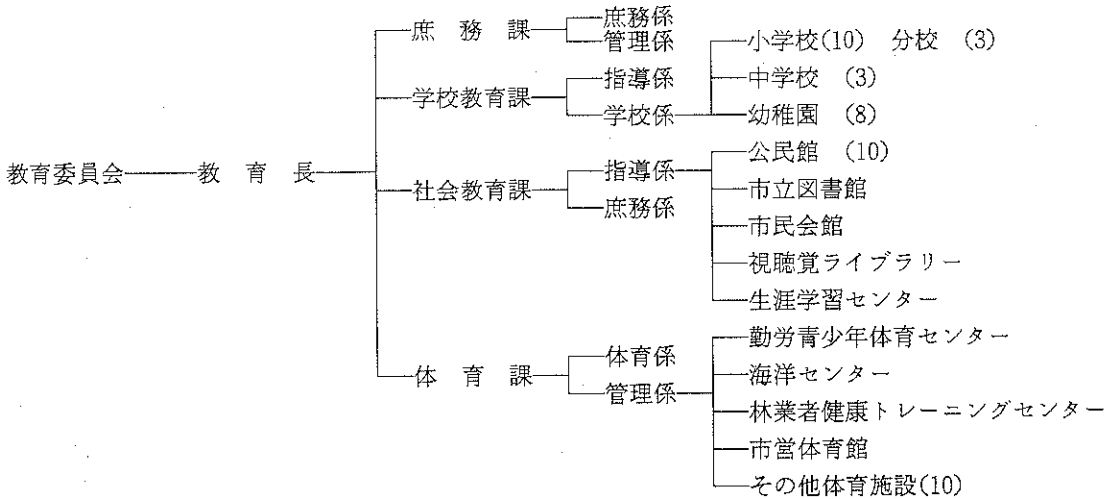 教育委員会
教育長
庶務課
庶務係
管理係
学校教育課
指導係
学校係
小学校(10) 分校 (3)
中学校 (3)
幼稚園 (8)
社会教育課
指導係
庶務係
公民館 (10)
市立図書館
市民会館
視聴覚ライブラリー
生涯学習センター
体育課
体育係
管理係
勤労青少年体育センター
海洋センター
林業者健康トレーニングセンター
市営体育館
その他体育施設(10)